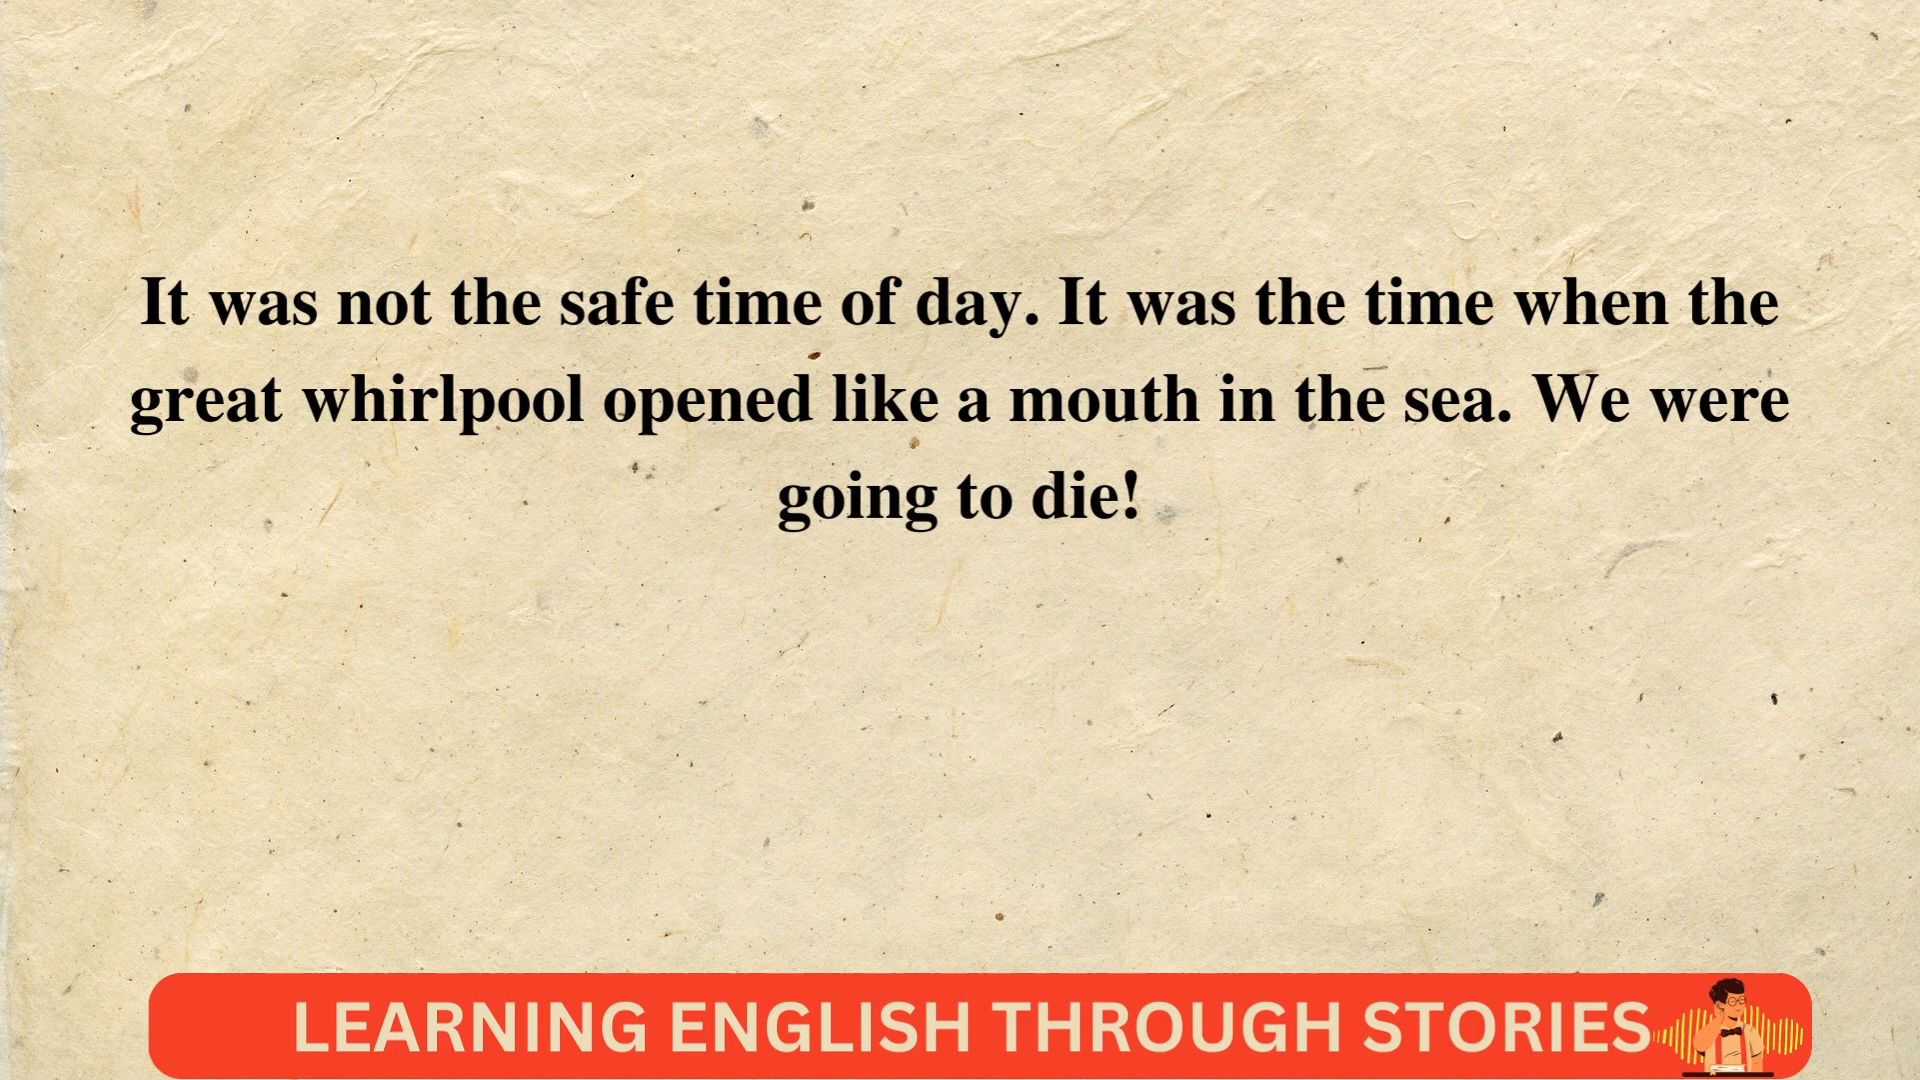 It was not the safe time of day. It was the time when the
great whirlpool opened like a mouth in the sea. We were
going to die!
LEARNING ENGLISH THROUGH STORIES